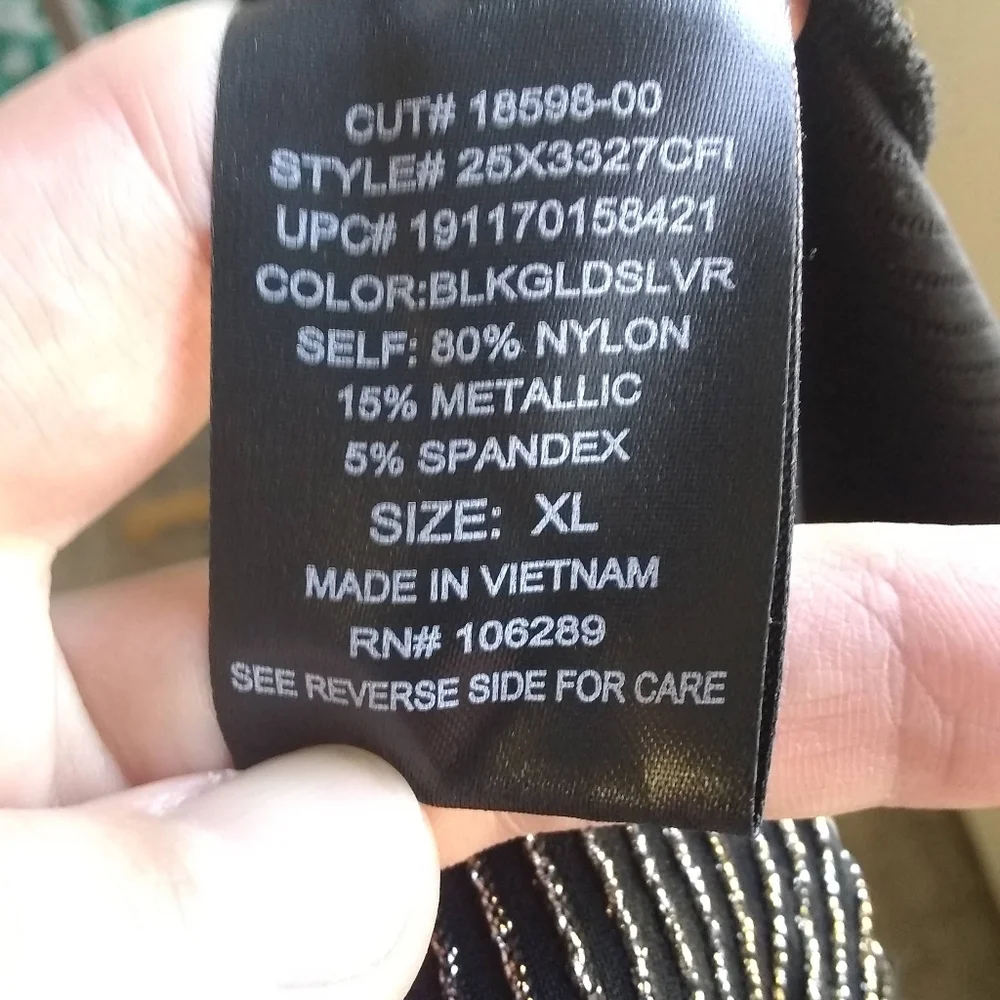 CUT# 18598-00
STYLE# 25X3327CFI
UPC# 191170158421
COLOR:BLKGLDSLVR
SELF: 80% NYLON
15% METALLIC
5% SPANDEX
SIZE: XL
MADE IN VIETNAM
RN# 106289
SEE REVERSE SIDE FOR CARE